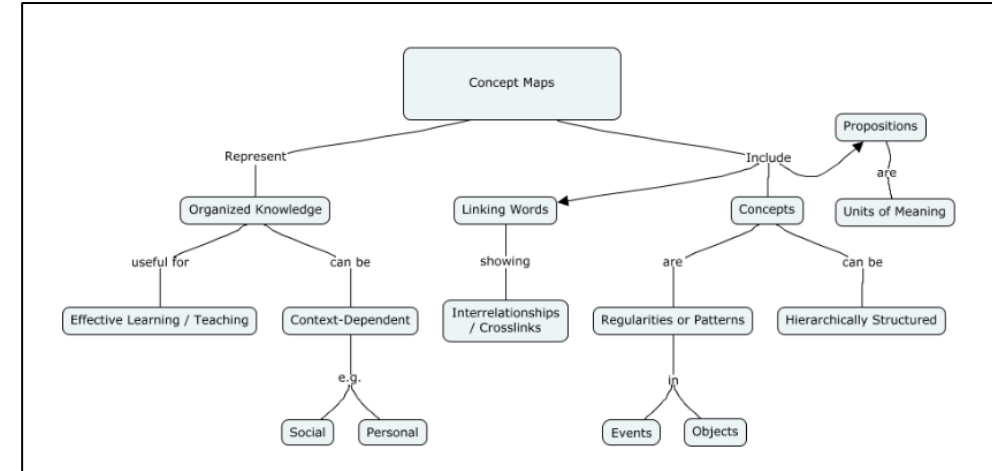 Concept Maps
Propositions
Represent
Include
are
Organized Knowledge
Linking Words
Concepts
Units of Meaning
useful for
can be
showing
are
can be
Effective Learning / Teaching
Context-Dependent
Interrelationships
/ Crosslinks
Regularities or Patterns
Hierarchically Structured
e.g.
in
Social
Personal
Events
Objects